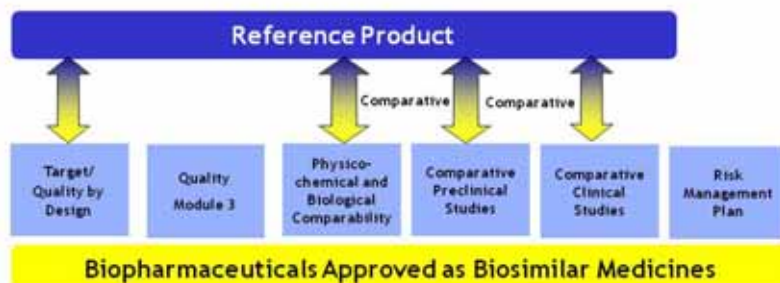 Reference Product
Comparative
Comparative
Target/
Quality by
Design
Quality
Module 3
Physico-
chemical and
Biological
Comparability
Comparative
Preclinical
Studies
Comparative
Clinical
Studies
Risk
Management
Plan
Biopharmaceuticals Approved as Biosimilar Medicines